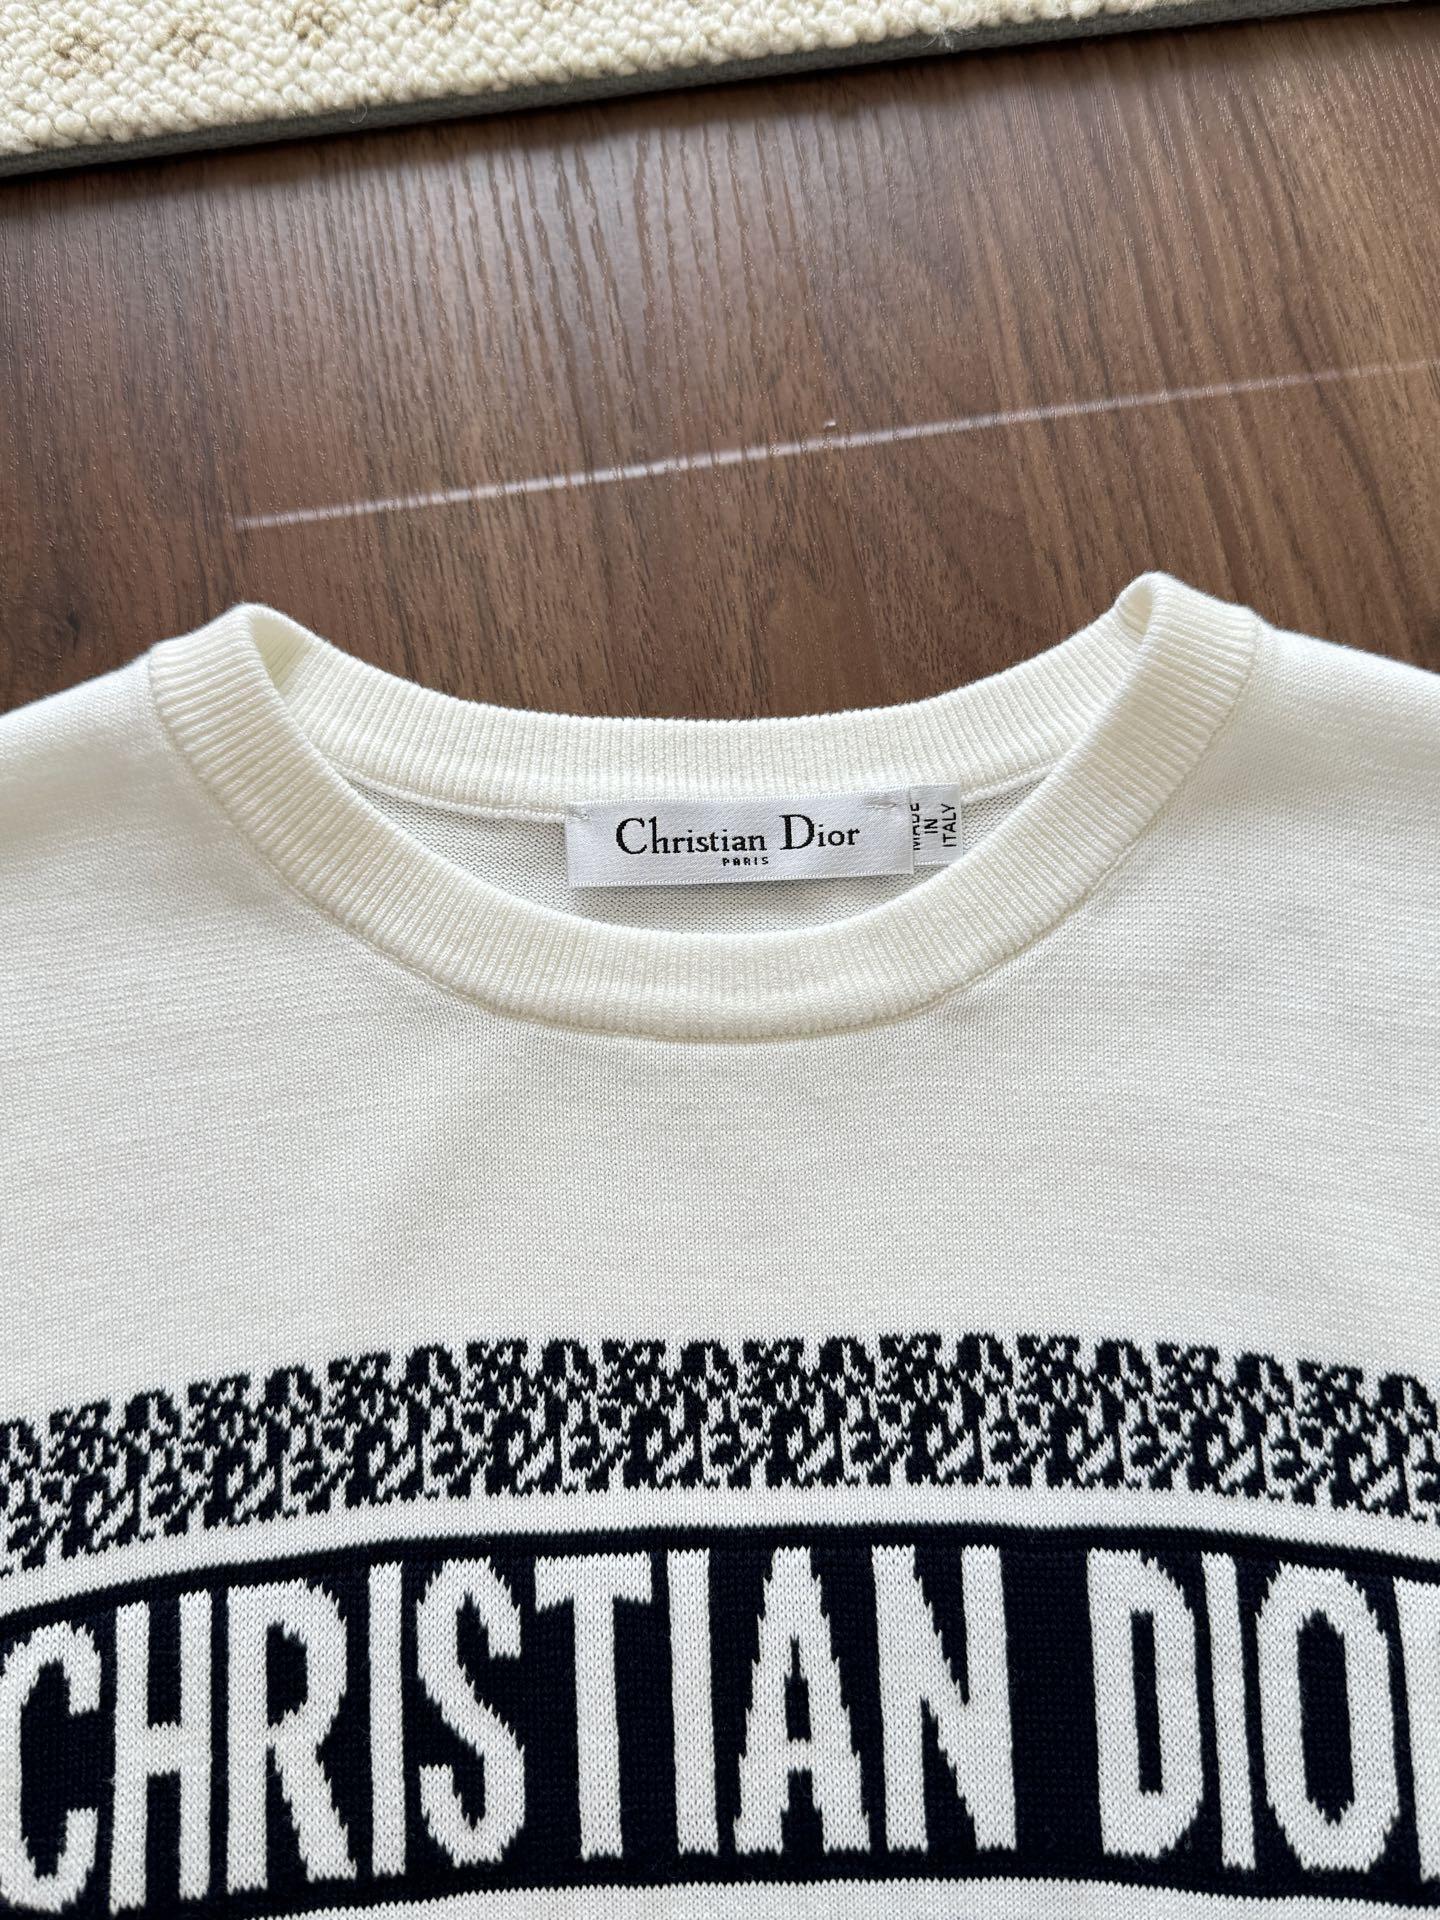 Christian Dior
PARIS
MADE
IN
ITALY
CHRISTIAN DIOR